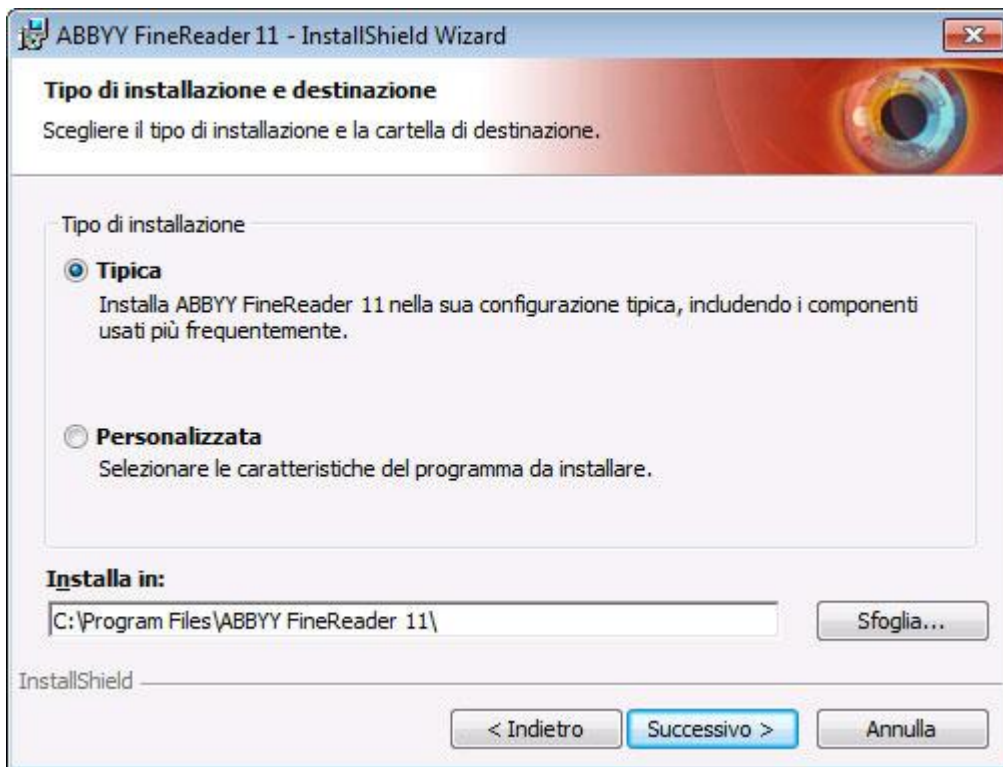 ABBYY FineReader 11 - InstallShield Wizard
Tipo di installazione e destinazione
Scegliere il tipo di installazione e la cartella di destinazione.
Tipo di installazione
Tipica
Installa ABBYY FineReader 11 nella sua configurazione tipica, includendo i componenti
usati più frequentemente.
Personalizzata
Selezionare le caratteristiche del programma da installare.
Installa in:
C:\Program Files\ABBYY FineReader 11\
Sfoglia...
InstallShield
< Indietro
Successivo >
Annulla